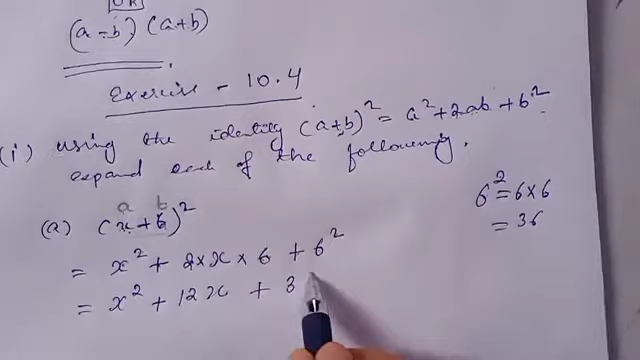 OR
(a-b) (a+b)
Exercise - 10.4
(i) using the identity (a+b)² = a²+2ab+b²
expand each of the following.
a b
(a) (x+6)²
= x² + 2×x×6 + 6²
= x² + 12x + 3
6² = 6×6
= 36